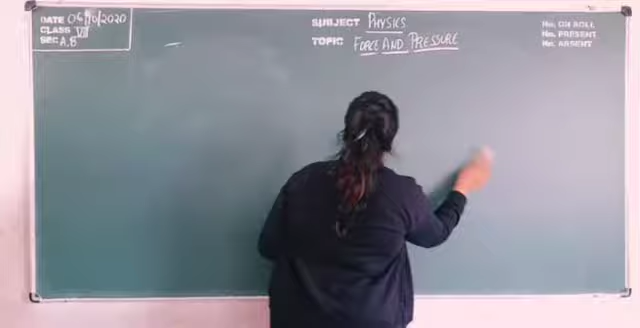 DATE 06/10/2020
CLASS VIII
SEC A,B
SUBJECT PHYSICS
TOPIC FORCE AND PRESSURE
No. ON ROLL
No. PRESENT
No. ABSENT